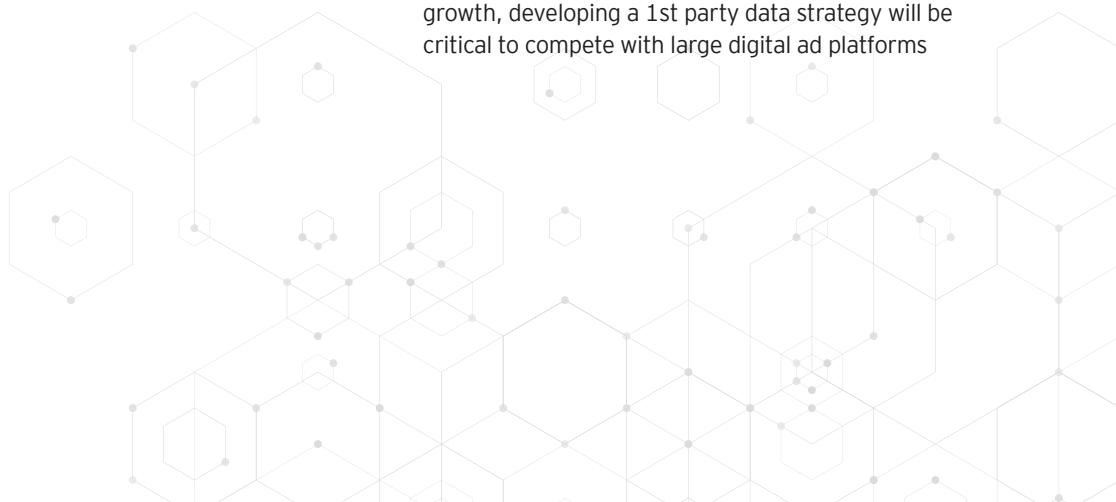 growth, developing a 1st party data strategy will be
critical to compete with large digital ad platforms